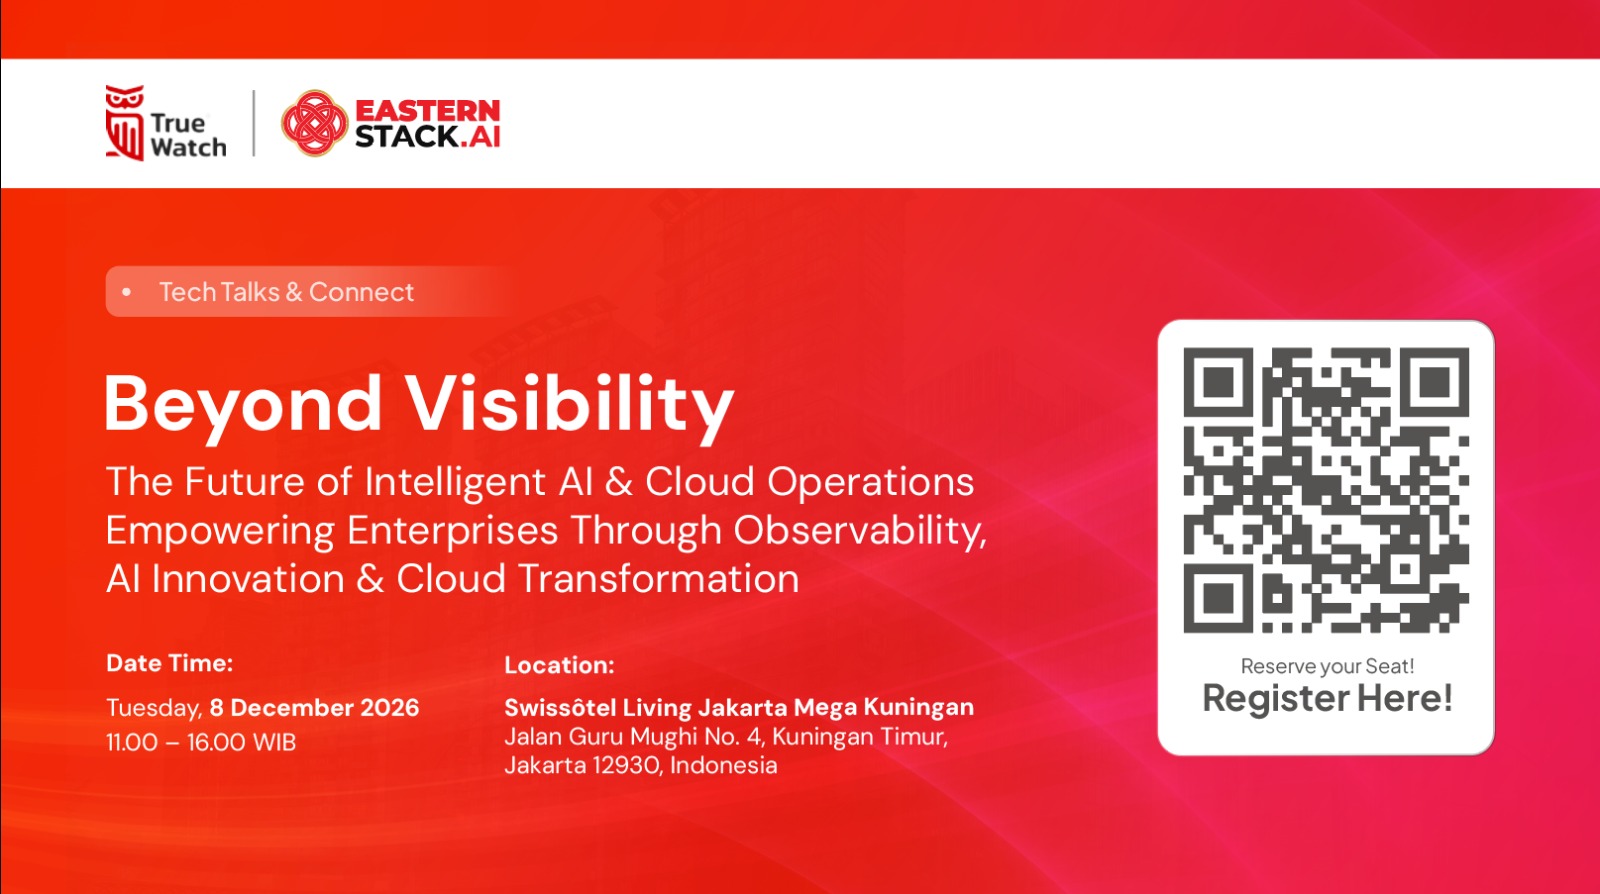 True
Watch
EASTERN
STACK.AI
• Tech Talks & Connect
Beyond Visibility
The Future of Intelligent AI & Cloud Operations
Empowering Enterprises Through Observability,
AI Innovation & Cloud Transformation
Date Time:
Tuesday, 8 December 2026
11.00 – 16.00 WIB
Location:
Swissôtel Living Jakarta Mega Kuningan
Jalan Guru Mughi No. 4, Kuningan Timur,
Jakarta 12930, Indonesia
Reserve your Seat!
Register Here!